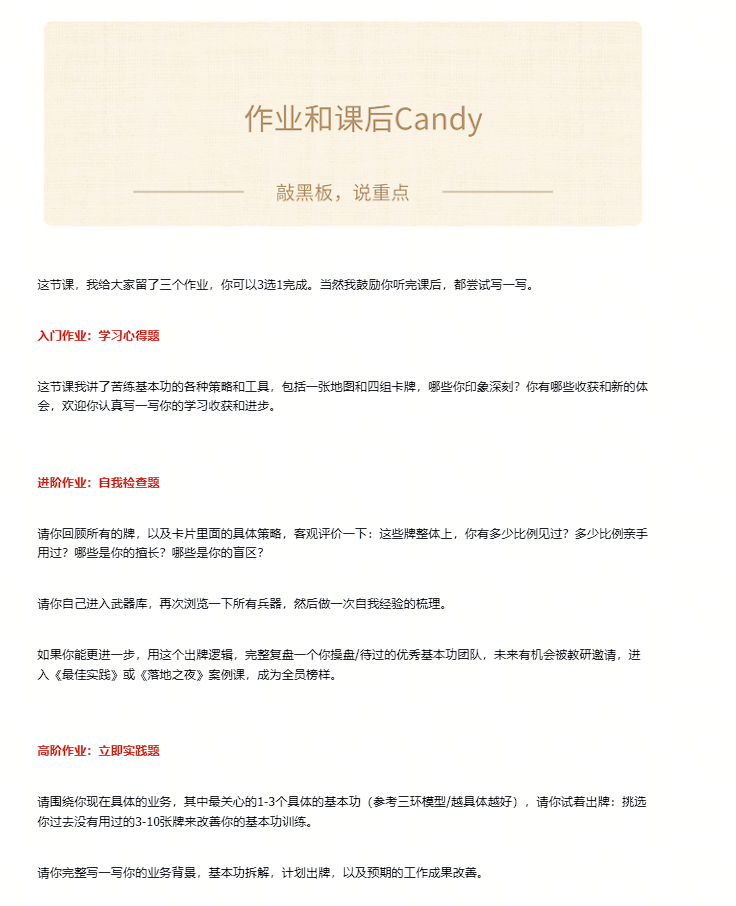 作业和课后Candy
敲黑板，说重点
这节课，我给大家留了三个作业，你可以3选1完成。当然我鼓励你听完课后，都尝试写一写。
入门作业：学习心得题
这节课我讲了苦练基本功的各种策略和工具，包括一张地图和四组卡牌，哪些你印象深刻？你有哪些收获和新的体
会，欢迎你认真写一写你的学习收获和进步。
进阶作业：自我检查题
请你回顾所有的牌，以及卡片里面的具体策略，客观评价一下：这些牌整体上，你有多少比例见过？多少比例亲手
用过？哪些是你的擅长？哪些是你的盲区？
请你自己进入武器库，再次浏览一下所有兵器，然后做一次自我经验的梳理。
如果你能更进一步，用这个出牌逻辑，完整复盘一个你操盘/待过的优秀基本功团队，未来有机会被教研邀请，进
入《最佳实践》或《落地之夜》案例课，成为全员榜样。
高阶作业：立即实践题
请围绕你现在具体的业务，其中最关心的1-3个具体的基本功（参考三环模型/越具体越好），请你试着出牌：挑选
你过去没有用过的3-10张牌来改善你的基本功训练。
请你完整写一写你的业务背景，基本功拆解，计划出牌，以及预期的工作成果改善。